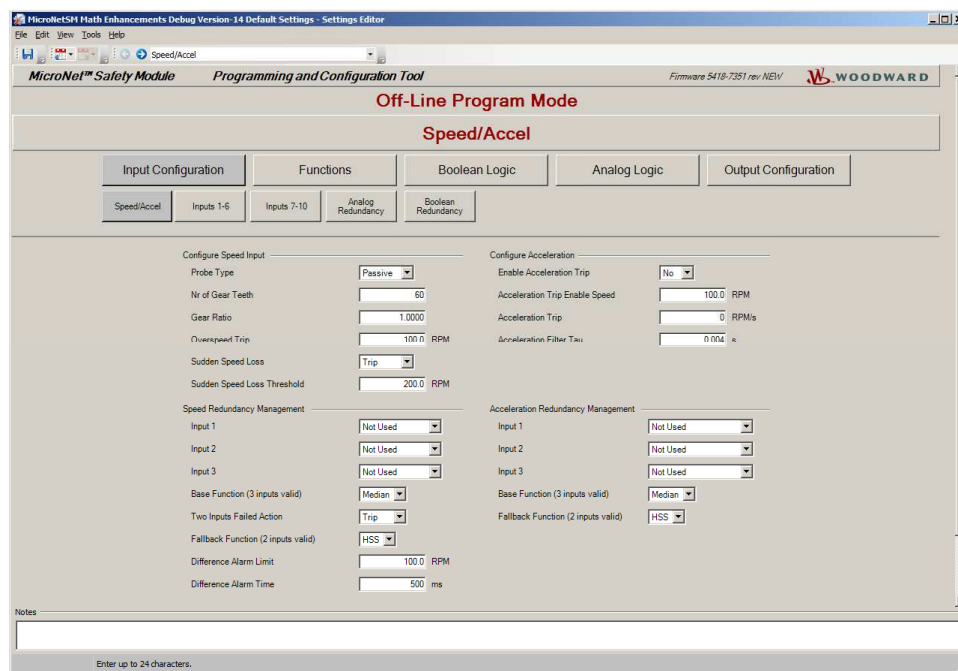 MicroNetSM Math Enhancements Debug Version-14 Default Settings - Settings Editor
File Edit View Tools Help
Speed/Accel
MicroNet™ Safety Module Programming and Configuration Tool Firmware 5418-7351 rev NEW WOODWARD
Off-Line Program Mode
Speed/Accel
Input Configuration Functions Boolean Logic Analog Logic Output Configuration
Speed/Accel Inputs 1-6 Inputs 7-10 Analog Redundancy Boolean Redundancy
Configure Speed Input
Probe Type Passive
Nr of Gear Teeth 60
Gear Ratio 1.0000
Overspeed Trip 100.0 RPM
Sudden Speed Loss Trip
Sudden Speed Loss Threshold 200.0 RPM
Configure Acceleration
Enable Acceleration Trip No
Acceleration Trip Enable Speed 100.0 RPM
Acceleration Trip 0 RPM/s
Acceleration Filter Tau 0.004 s
Speed Redundancy Management
Input 1 Not Used
Input 2 Not Used
Input 3 Not Used
Base Function (3 inputs valid) Median
Two Inputs Failed Action Trip
Fallback Function (2 inputs valid) HSS
Difference Alarm Limit 100.0 RPM
Difference Alarm Time 500 ms
Acceleration Redundancy Management
Input 1 Not Used
Input 2 Not Used
Input 3 Not Used
Base Function (3 inputs valid) Median
Fallback Function (2 inputs valid) HSS
Notes
Enter up to 24 characters.